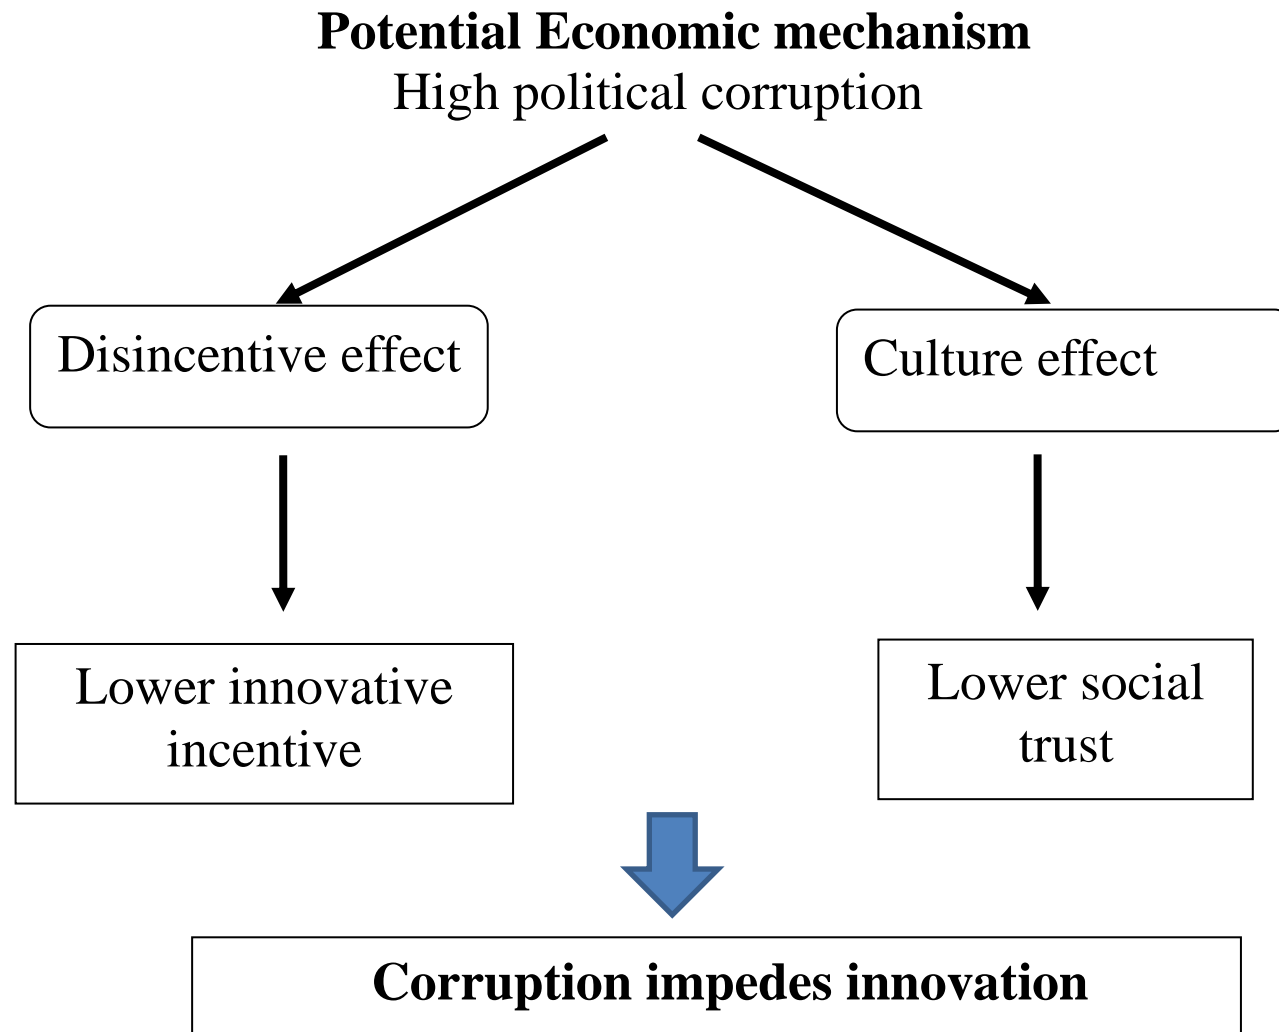 Potential Economic mechanism
High political corruption
Disincentive effect
Culture effect
Lower innovative
incentive
Lower social
trust
Corruption impedes innovation